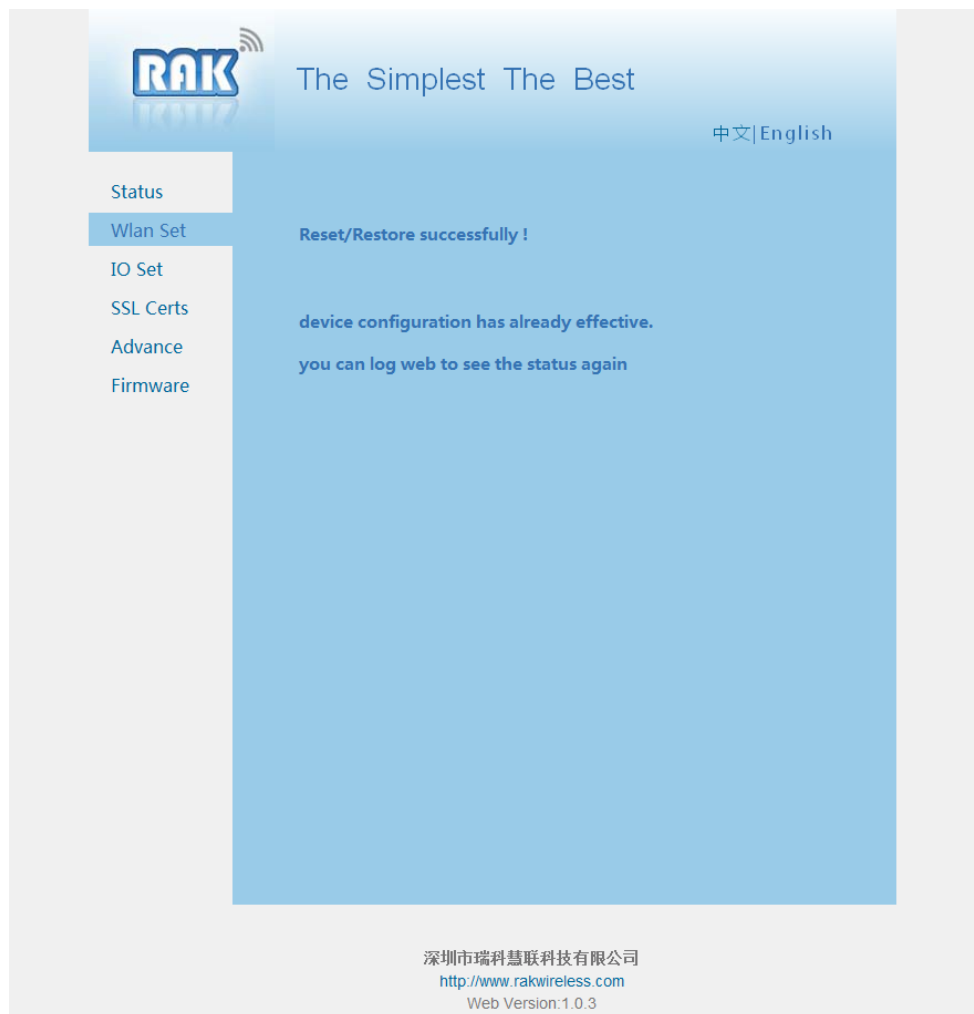 RAK
The Simplest The Best
中文|English
Status
Wlan Set
IO Set
SSL Certs
Advance
Firmware
Reset/Restore successfully !
device configuration has already effective.
you can log web to see the status again
深圳市瑞科慧联科技有限公司
http://www.rakwireless.com
Web Version:1.0.3